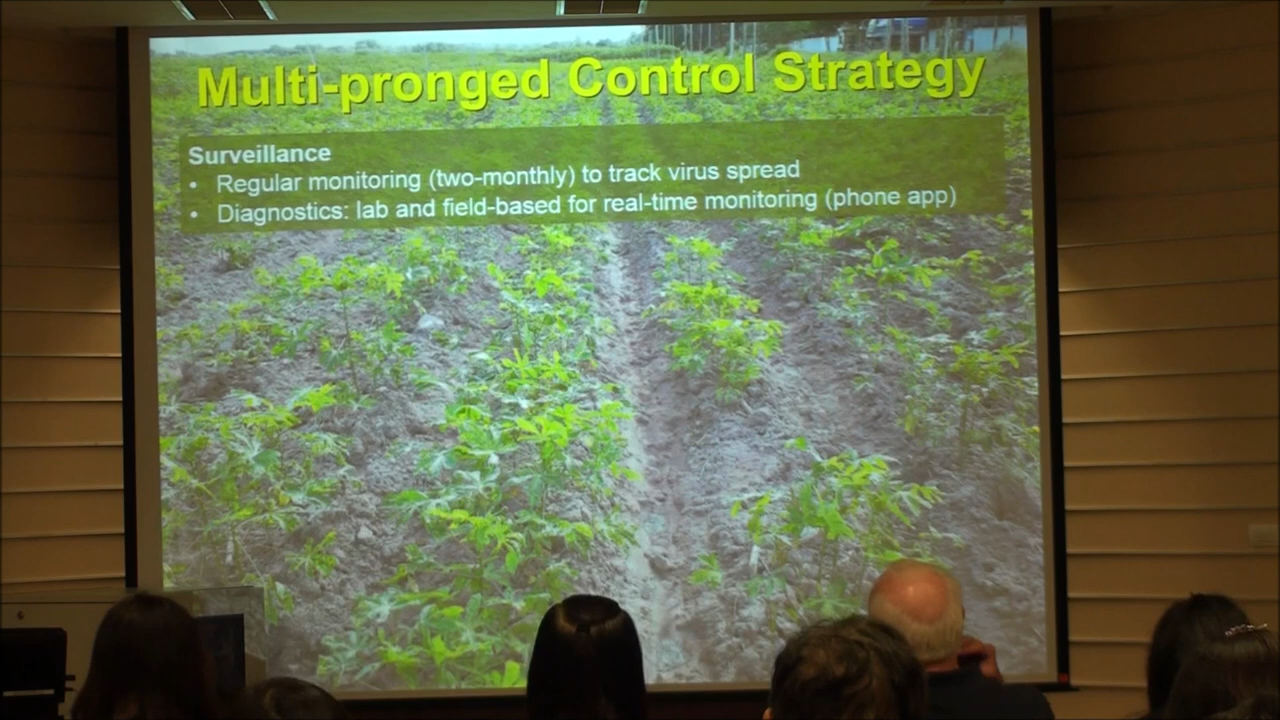 Multi-pronged Control Strategy
Surveillance
• Regular monitoring (two-monthly) to track virus spread
• Diagnostics: lab and field-based for real-time monitoring (phone app)